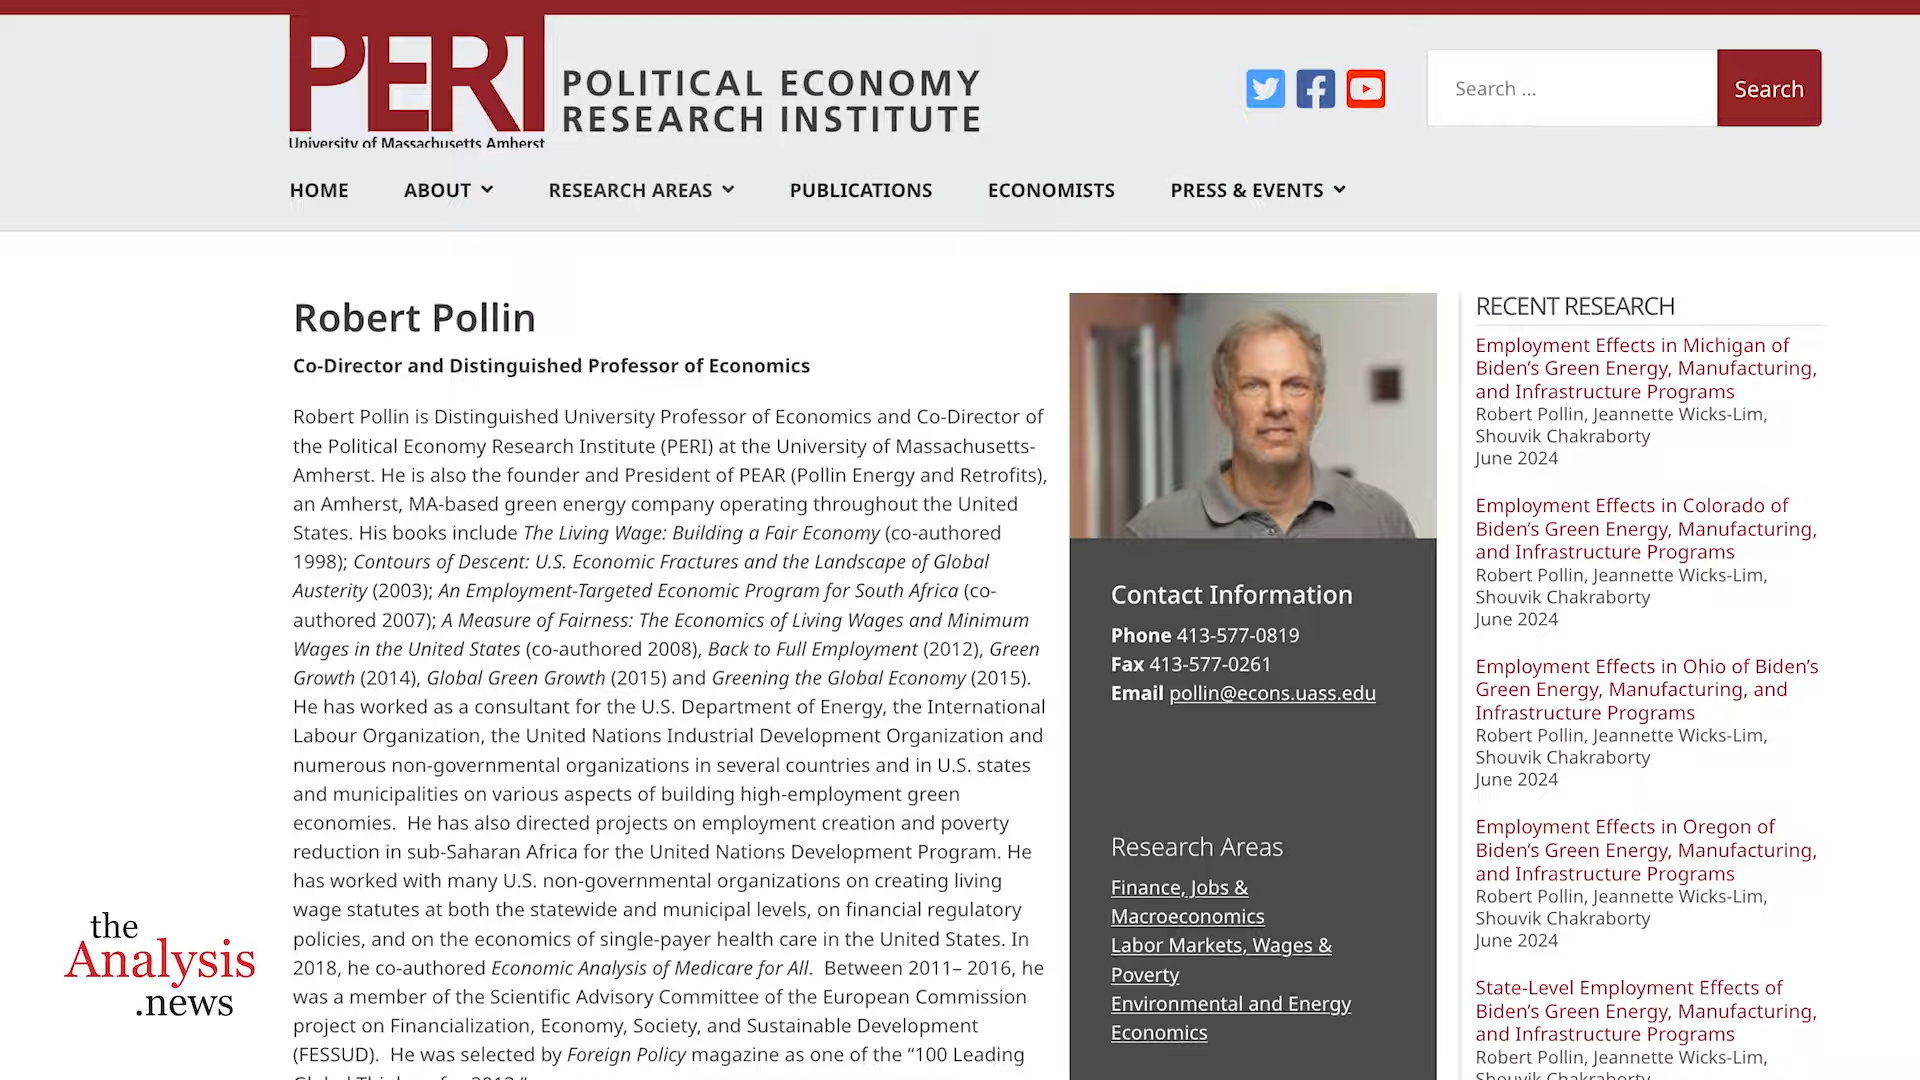 PERI
University of Massachusetts Amherst
POLITICAL ECONOMY
RESEARCH INSTITUTE
Search ...
Search
HOME
ABOUT
RESEARCH AREAS
PUBLICATIONS
ECONOMISTS
PRESS & EVENTS
Robert Pollin
Co-Director and Distinguished Professor of Economics
Robert Pollin is Distinguished University Professor of Economics and Co-Director of
the Political Economy Research Institute (PERI) at the University of Massachusetts-
Amherst. He is also the founder and President of PEAR (Pollin Energy and Retrofits),
an Amherst, MA-based green energy company operating throughout the United
States. His books include The Living Wage: Building a Fair Economy (co-authored
1998); Contours of Descent: U.S. Economic Fractures and the Landscape of Global
Austerity (2003); An Employment-Targeted Economic Program for South Africa (co-
authored 2007); A Measure of Fairness: The Economics of Living Wages and Minimum
Wages in the United States (co-authored 2008), Back to Full Employment (2012), Green
Growth (2014), Global Green Growth (2015) and Greening the Global Economy (2015).
He has worked as a consultant for the U.S. Department of Energy, the International
Labour Organization, the United Nations Industrial Development Organization and
numerous non-governmental organizations in several countries and in U.S. states
and municipalities on various aspects of building high-employment green
economies.  He has also directed projects on employment creation and poverty
reduction in sub-Saharan Africa for the United Nations Development Program. He
has worked with many U.S. non-governmental organizations on creating living
wage statutes at both the statewide and municipal levels, on financial regulatory
policies, and on the economics of single-payer health care in the United States. In
2018, he co-authored Economic Analysis of Medicare for All.  Between 2011– 2016, he
was a member of the Scientific Advisory Committee of the European Commission
project on Financialization, Economy, Society, and Sustainable Development
(FESSUD).  He was selected by Foreign Policy magazine as one of the “100 Leading
Contact Information
Phone 413-577-0819
Fax 413-577-0261
Email pollin@econs.uass.edu
Research Areas
Finance, Jobs &
Macroeconomics
Labor Markets, Wages &
Poverty
Environmental and Energy
Economics
RECENT RESEARCH
Employment Effects in Michigan of
Biden’s Green Energy, Manufacturing,
and Infrastructure Programs
Robert Pollin, Jeannette Wicks-Lim,
Shouvik Chakraborty
June 2024
Employment Effects in Colorado of
Biden’s Green Energy, Manufacturing,
and Infrastructure Programs
Robert Pollin, Jeannette Wicks-Lim,
Shouvik Chakraborty
June 2024
Employment Effects in Ohio of Biden’s
Green Energy, Manufacturing, and
Infrastructure Programs
Robert Pollin, Jeannette Wicks-Lim,
Shouvik Chakraborty
June 2024
Employment Effects in Oregon of
Biden’s Green Energy, Manufacturing,
and Infrastructure Programs
Robert Pollin, Jeannette Wicks-Lim,
Shouvik Chakraborty
June 2024
State-Level Employment Effects of
Biden’s Green Energy, Manufacturing,
and Infrastructure Programs
Robert Pollin, Jeannette Wicks-Lim,
the
Analysis
.news